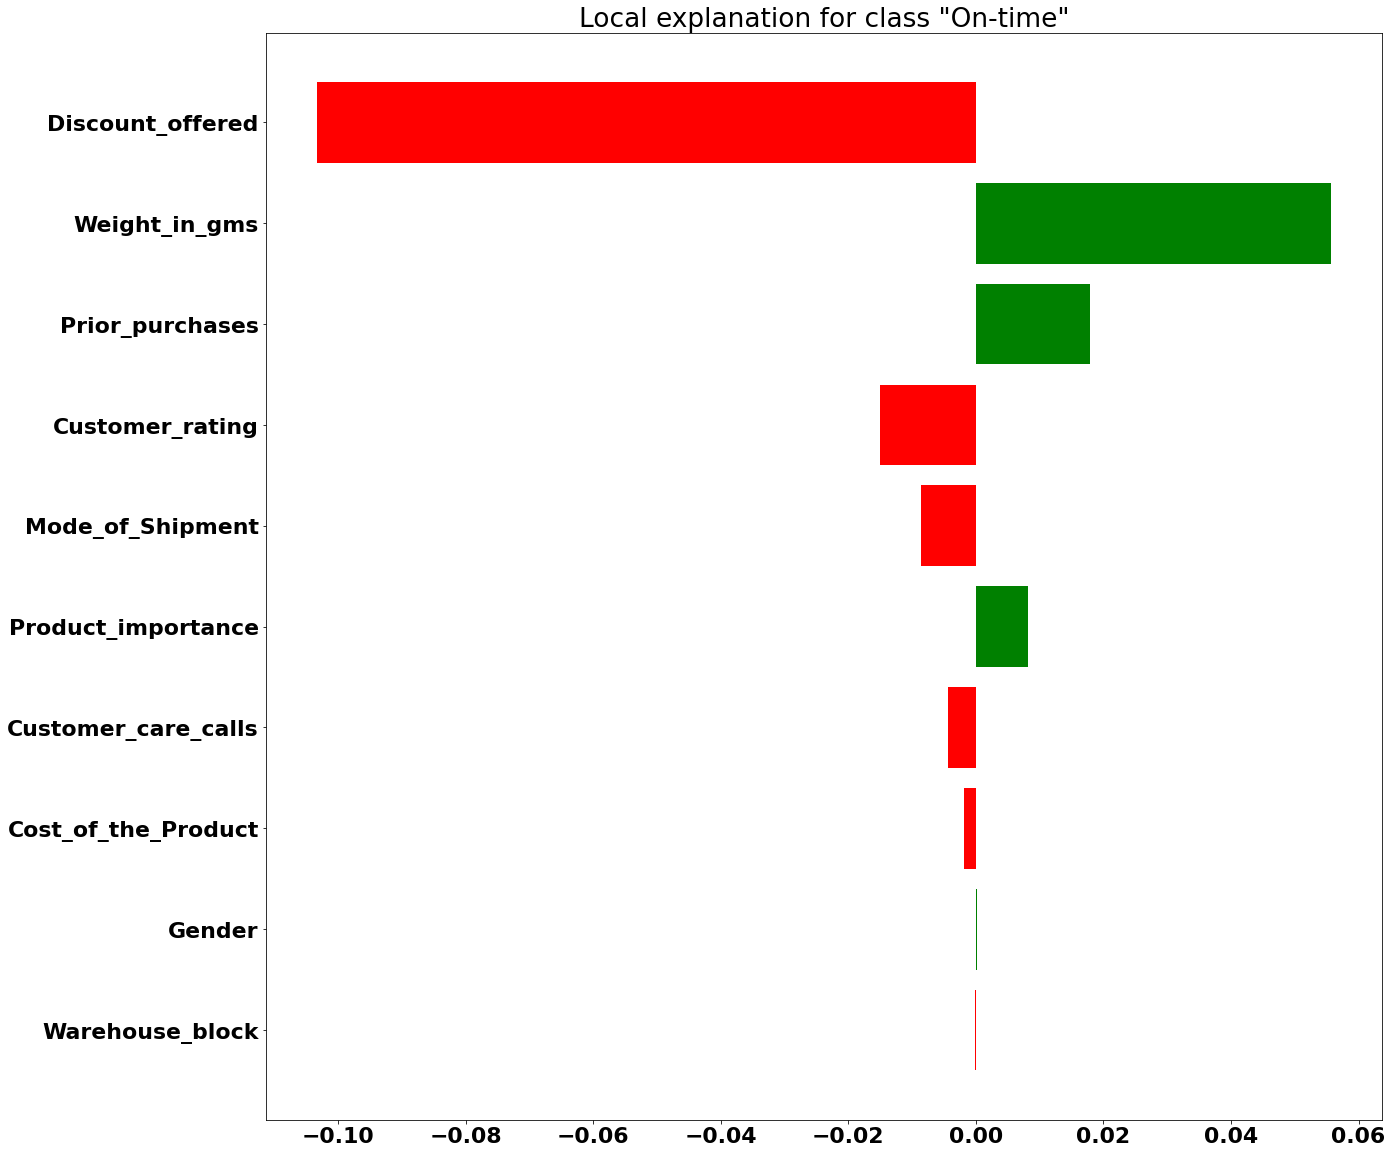 Local explanation for class "On-time"
Discount_offered
Weight_in_gms
Prior_purchases
Customer_rating
Mode_of_Shipment
Product_importance
Customer_care_calls
Cost_of_the_Product
Gender
Warehouse_block
−0.10 −0.08 −0.06 −0.04 −0.02 0.00 0.02 0.04 0.06